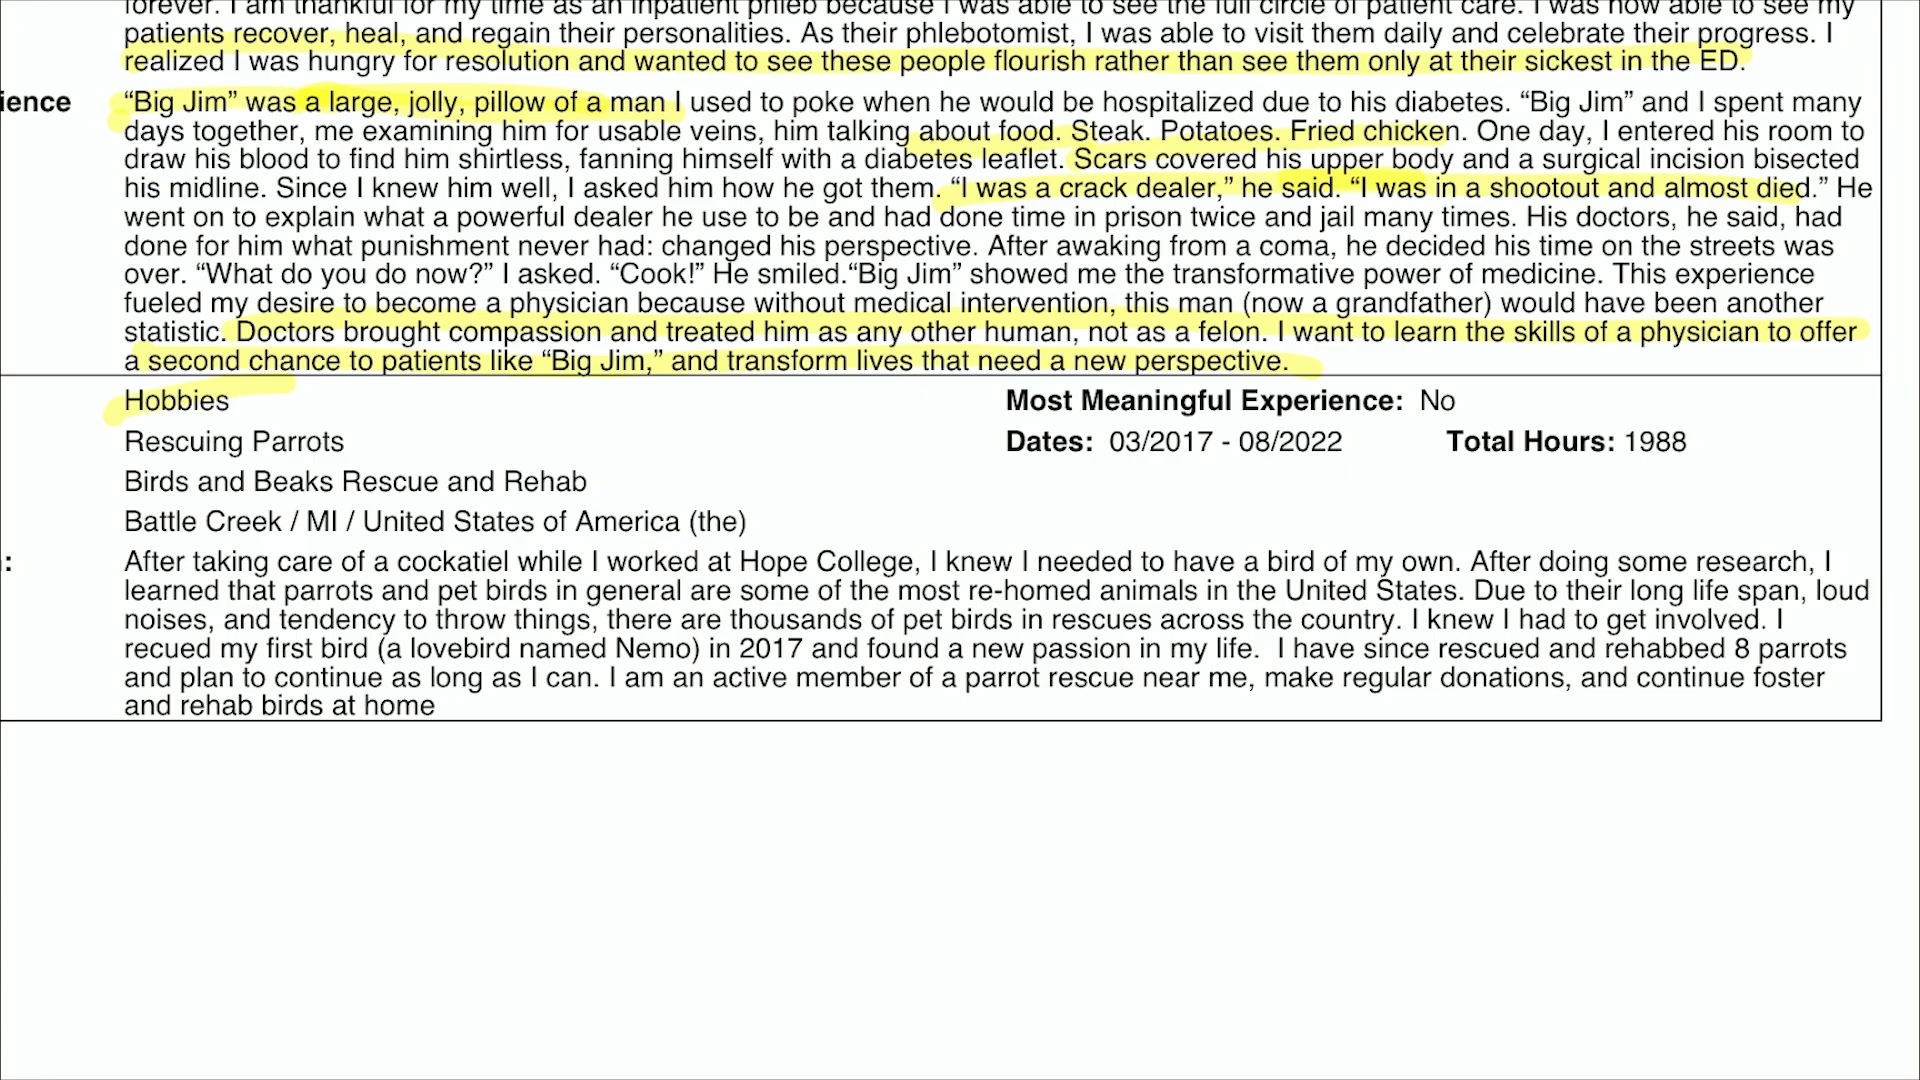 forever. I am thankful for my time as an inpatient phleb because I was able to see the full circle of patient care. I was now able to see my
patients recover, heal, and regain their personalities. As their phlebotomist, I was able to visit them daily and celebrate their progress. I
realized I was hungry for resolution and wanted to see these people flourish rather than see them only at their sickest in the ED.
ience “Big Jim” was a large, jolly, pillow of a man I used to poke when he would be hospitalized due to his diabetes. “Big Jim” and I spent many
days together, me examining him for usable veins, him talking about food. Steak. Potatoes. Fried chicken. One day, I entered his room to
draw his blood to find him shirtless, fanning himself with a diabetes leaflet. Scars covered his upper body and a surgical incision bisected
his midline. Since I knew him well, I asked him how he got them. “I was a crack dealer,” he said. “I was in a shootout and almost died.” He
went on to explain what a powerful dealer he use to be and had done time in prison twice and jail many times. His doctors, he said, had
done for him what punishment never had: changed his perspective. After awaking from a coma, he decided his time on the streets was
over. “What do you do now?” I asked. “Cook!” He smiled.“Big Jim” showed me the transformative power of medicine. This experience
fueled my desire to become a physician because without medical intervention, this man (now a grandfather) would have been another
statistic. Doctors brought compassion and treated him as any other human, not as a felon. I want to learn the skills of a physician to offer
a second chance to patients like “Big Jim,” and transform lives that need a new perspective.
Hobbies Most Meaningful Experience: No
Rescuing Parrots Dates: 03/2017 - 08/2022 Total Hours: 1988
Birds and Beaks Rescue and Rehab
Battle Creek / MI / United States of America (the)
: After taking care of a cockatiel while I worked at Hope College, I knew I needed to have a bird of my own. After doing some research, I
learned that parrots and pet birds in general are some of the most re-homed animals in the United States. Due to their long life span, loud
noises, and tendency to throw things, there are thousands of pet birds in rescues across the country. I knew I had to get involved. I
recued my first bird (a lovebird named Nemo) in 2017 and found a new passion in my life.  I have since rescued and rehabbed 8 parrots
and plan to continue as long as I can. I am an active member of a parrot rescue near me, make regular donations, and continue foster
and rehab birds at home